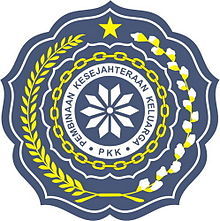 PEMBINAAN KESEJAHTERAAN KELUARGA
• PKK •